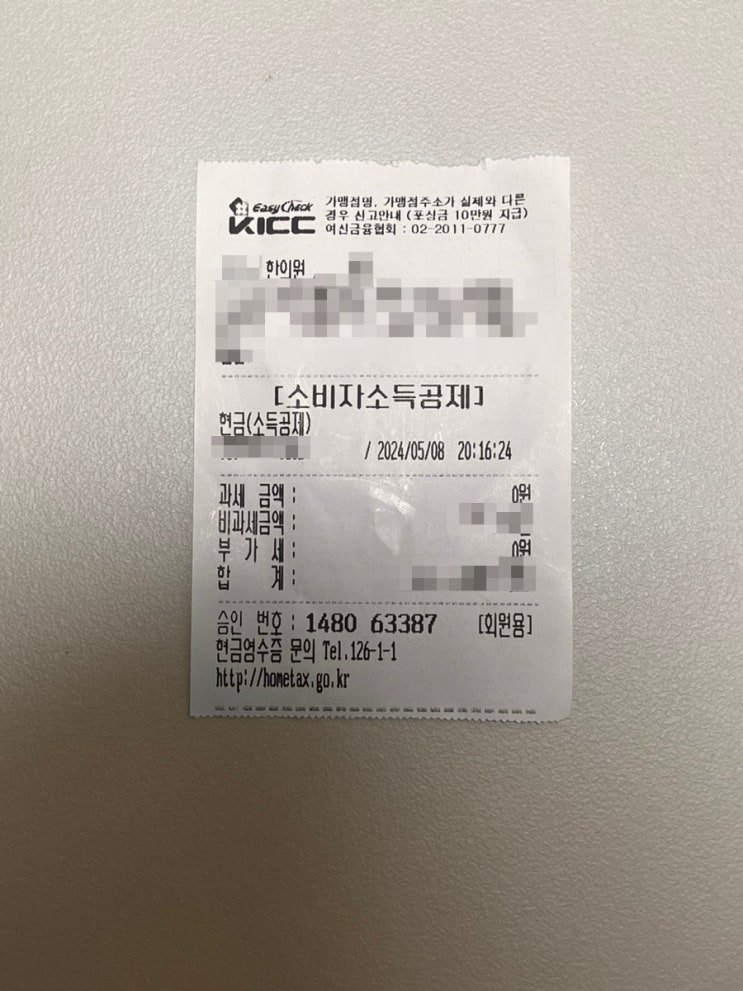 Easy Check
KICC
가맹점명, 가맹점주소가 실제와 다른
경우 신고안내 (포상금 10만원 지급)
여신금융협회 : 02-2011-0777
한의원
[소비자소득공제]
현금(소득공제)
/ 2024/05/08 20:16:24
과세 금액 : 0원
비과세금액 :
부 가 세 : 0원
합 계 :
승인 번호 : 1480 63387 [회원용]
현금영수증 문의 Tel.126-1-1
http://hometax.go.kr